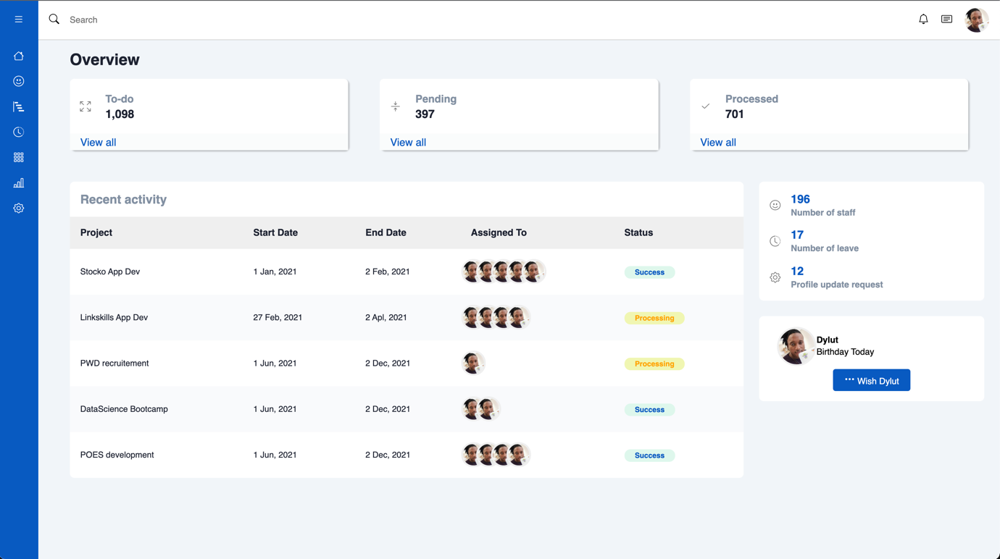 Search
Overview
To-do
1,098
View all
Pending
397
View all
Processed
701
View all
Recent activity
Project Start Date End Date Assigned To Status
Stocko App Dev 1 Jan, 2021 2 Feb, 2021 Success
Linkskills App Dev 27 Feb, 2021 2 Apl, 2021 Processing
PWD recruitement 1 Jun, 2021 2 Dec, 2021 Processing
DataScience Bootcamp 1 Jun, 2021 2 Dec, 2021 Success
POES development 1 Jun, 2021 2 Dec, 2021 Success
196
Number of staff
17
Number of leave
12
Profile update request
Dylut
Birthday Today
Wish Dylut